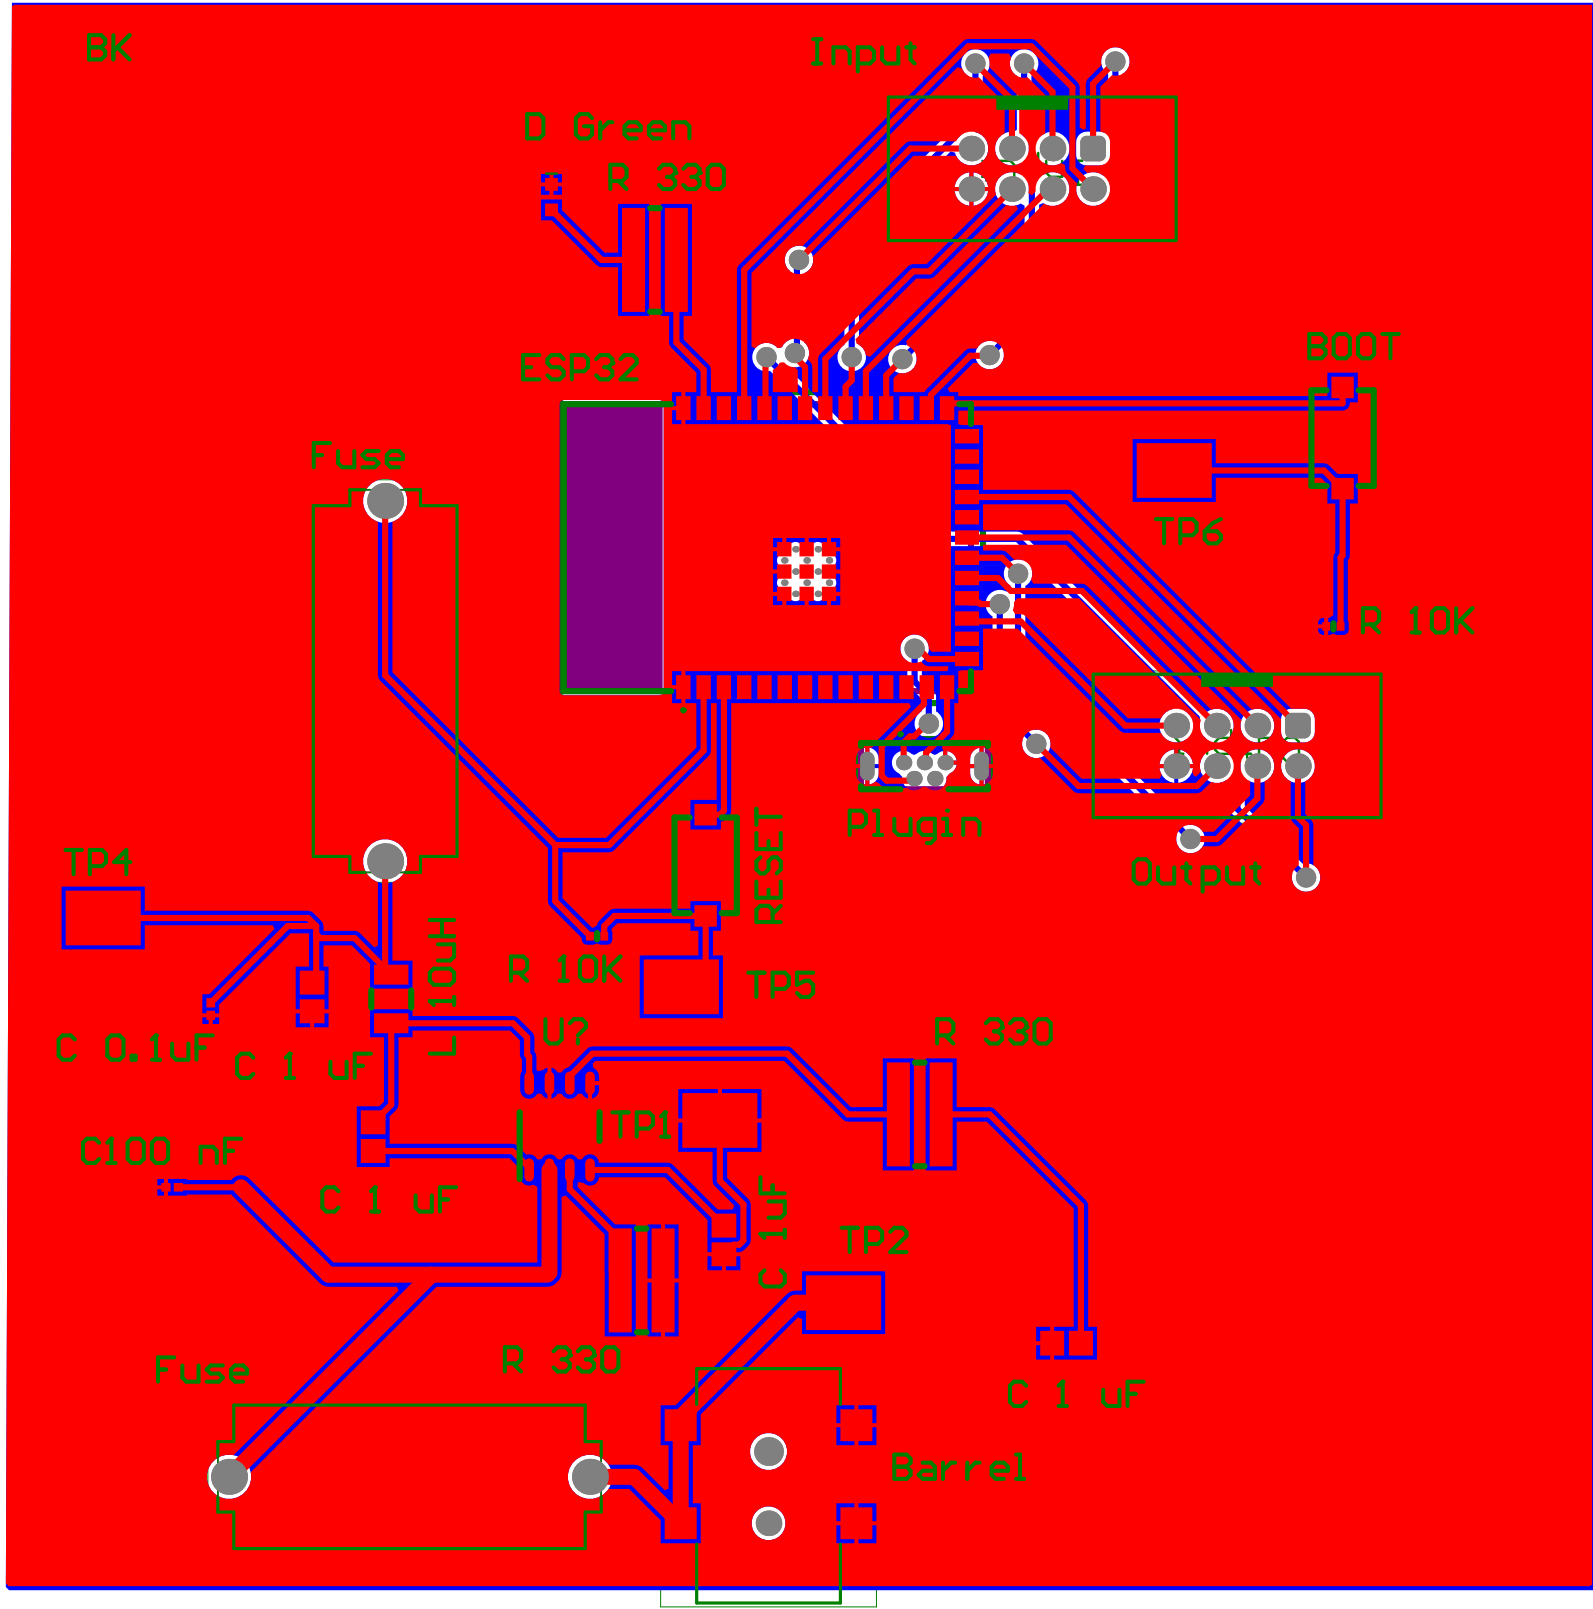 BK
Input
D Green
R 330
ESP32
BOOT
Fuse
TP6
R 10K
Plugin
RESET
Output
TP4
L 10uH
R 10K
TP5
C 0.1uF
C 1 uF
U?
R 330
TP1
C100 nF
C 1 uF
C 1uF
TP2
Fuse
R 330
C 1 uF
Barrel